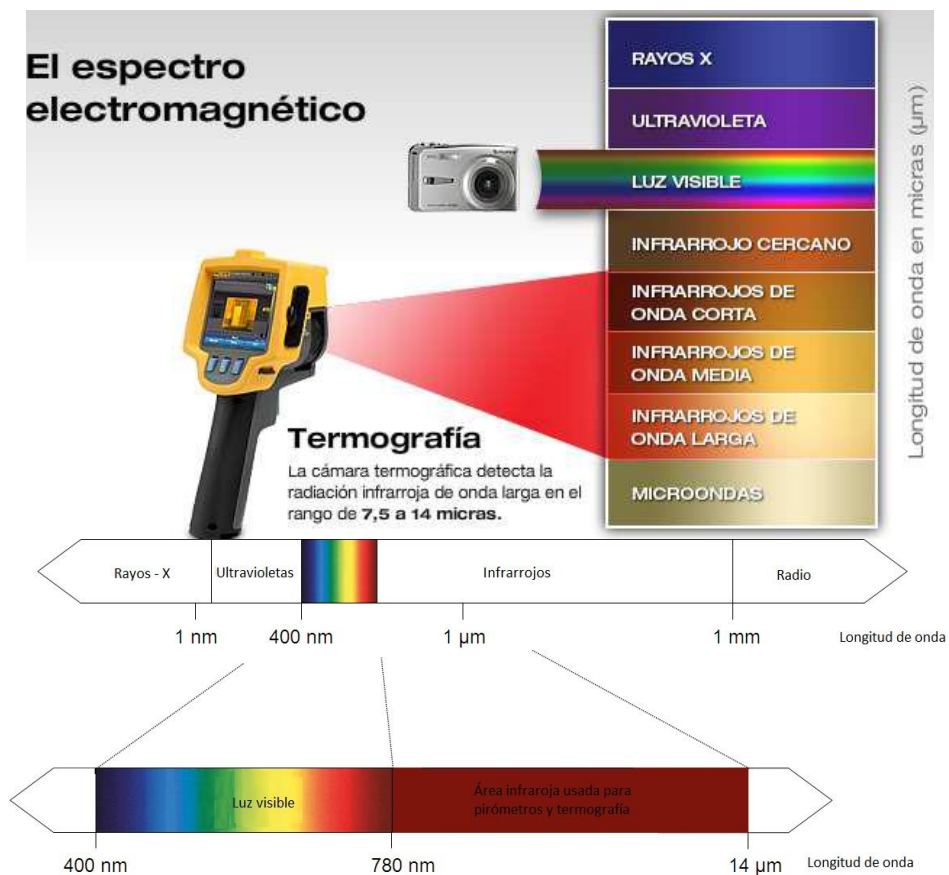 El espectro
electromagnético
RAYOS X
ULTRAVIOLETA
LUZ VISIBLE
INFRARROJO CERCANO
INFRARROJOS DE
ONDA CORTA
INFRARROJOS DE
ONDA MEDIA
INFRARROJOS DE
ONDA LARGA
MICROONDAS
Longitud de onda en micras (µm)
Termografía
La cámara termográfica detecta la
radiación infrarroja de onda larga en el
rango de 7,5 a 14 micras.
Rayos - X
Ultravioletas
Infrarrojos
Radio
1 nm
400 nm
1 µm
1 mm
Longitud de onda
Luz visible
Área infraroja usada para
pirómetros y termografía
400 nm
780 nm
14 µm
Longitud de onda